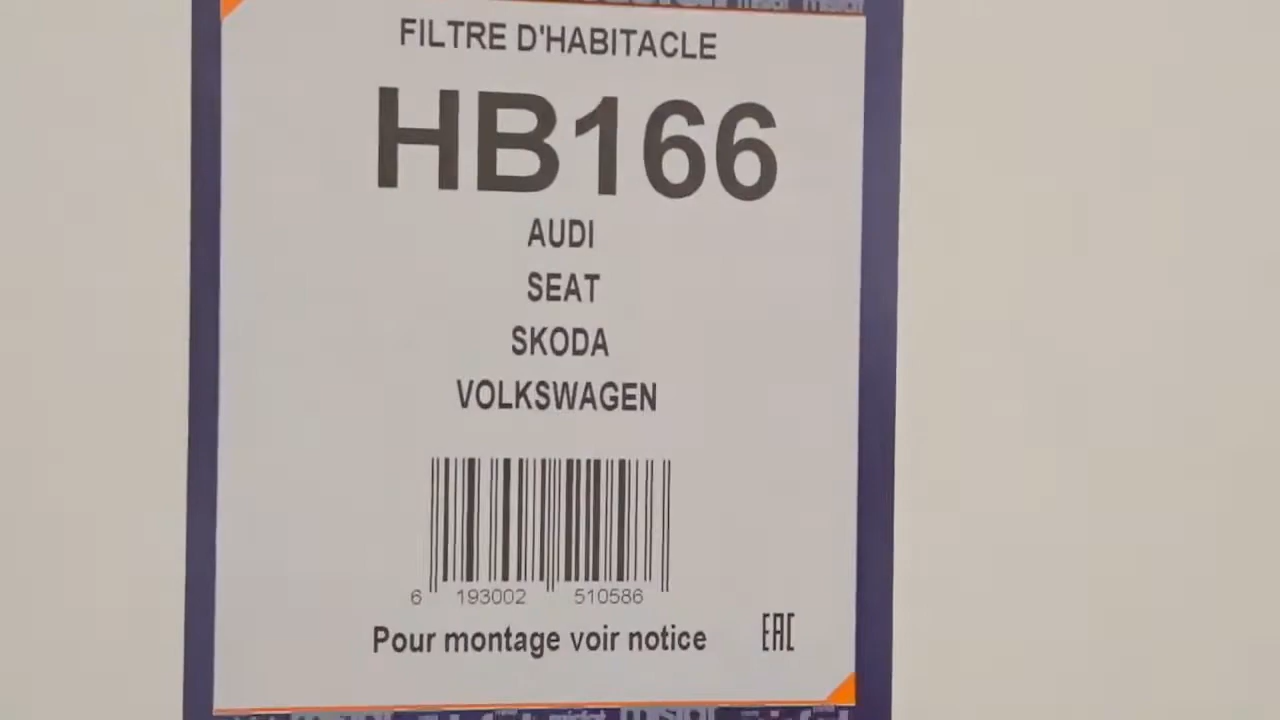 FILTRE D'HABITACLE
HB166
AUDI
SEAT
SKODA
VOLKSWAGEN
6 193002 510586
Pour montage voir notice
EAC